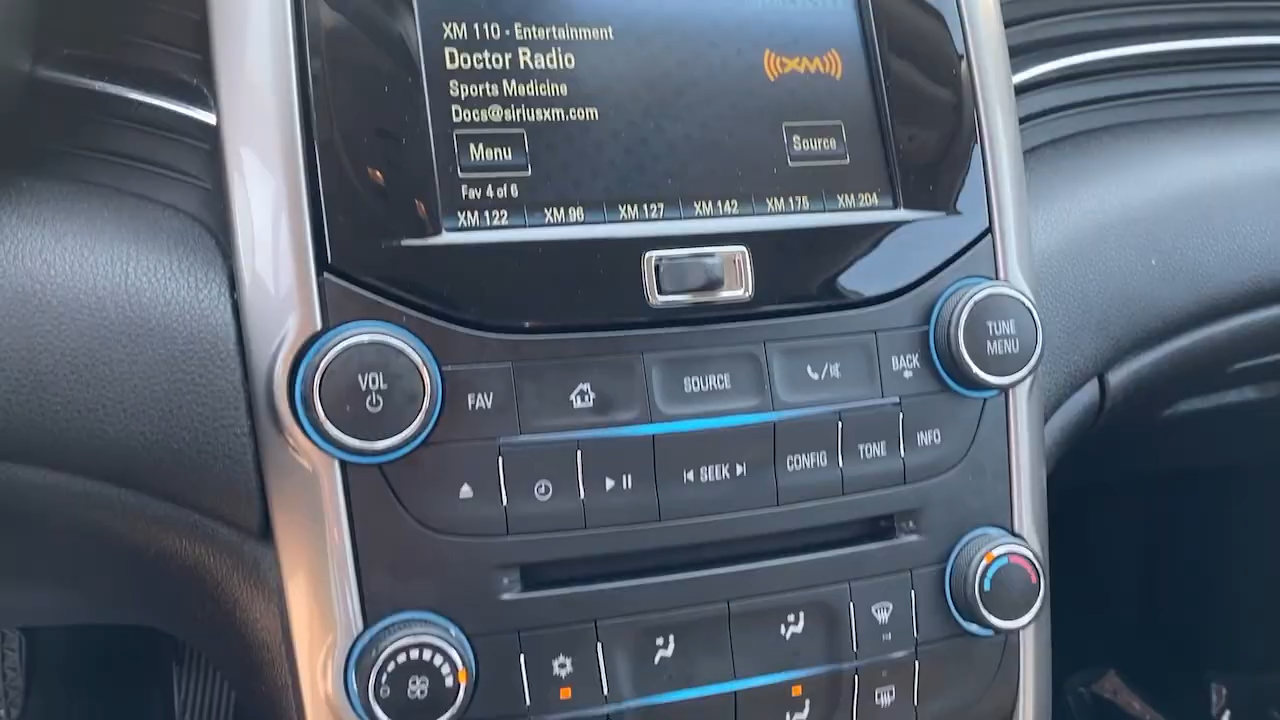 XM 110 - Entertainment
Doctor Radio
Sports Medicine
Docs@siriusxm.com
((XM))
Menu
Source
Fav 4 of 6
XM 122 XM 96 XM 127 XM 142 XM 175 XM 204
VOL
FAV
SOURCE
BACK
TUNE
MENU
SEEK
CONFIG
TONE
INFO